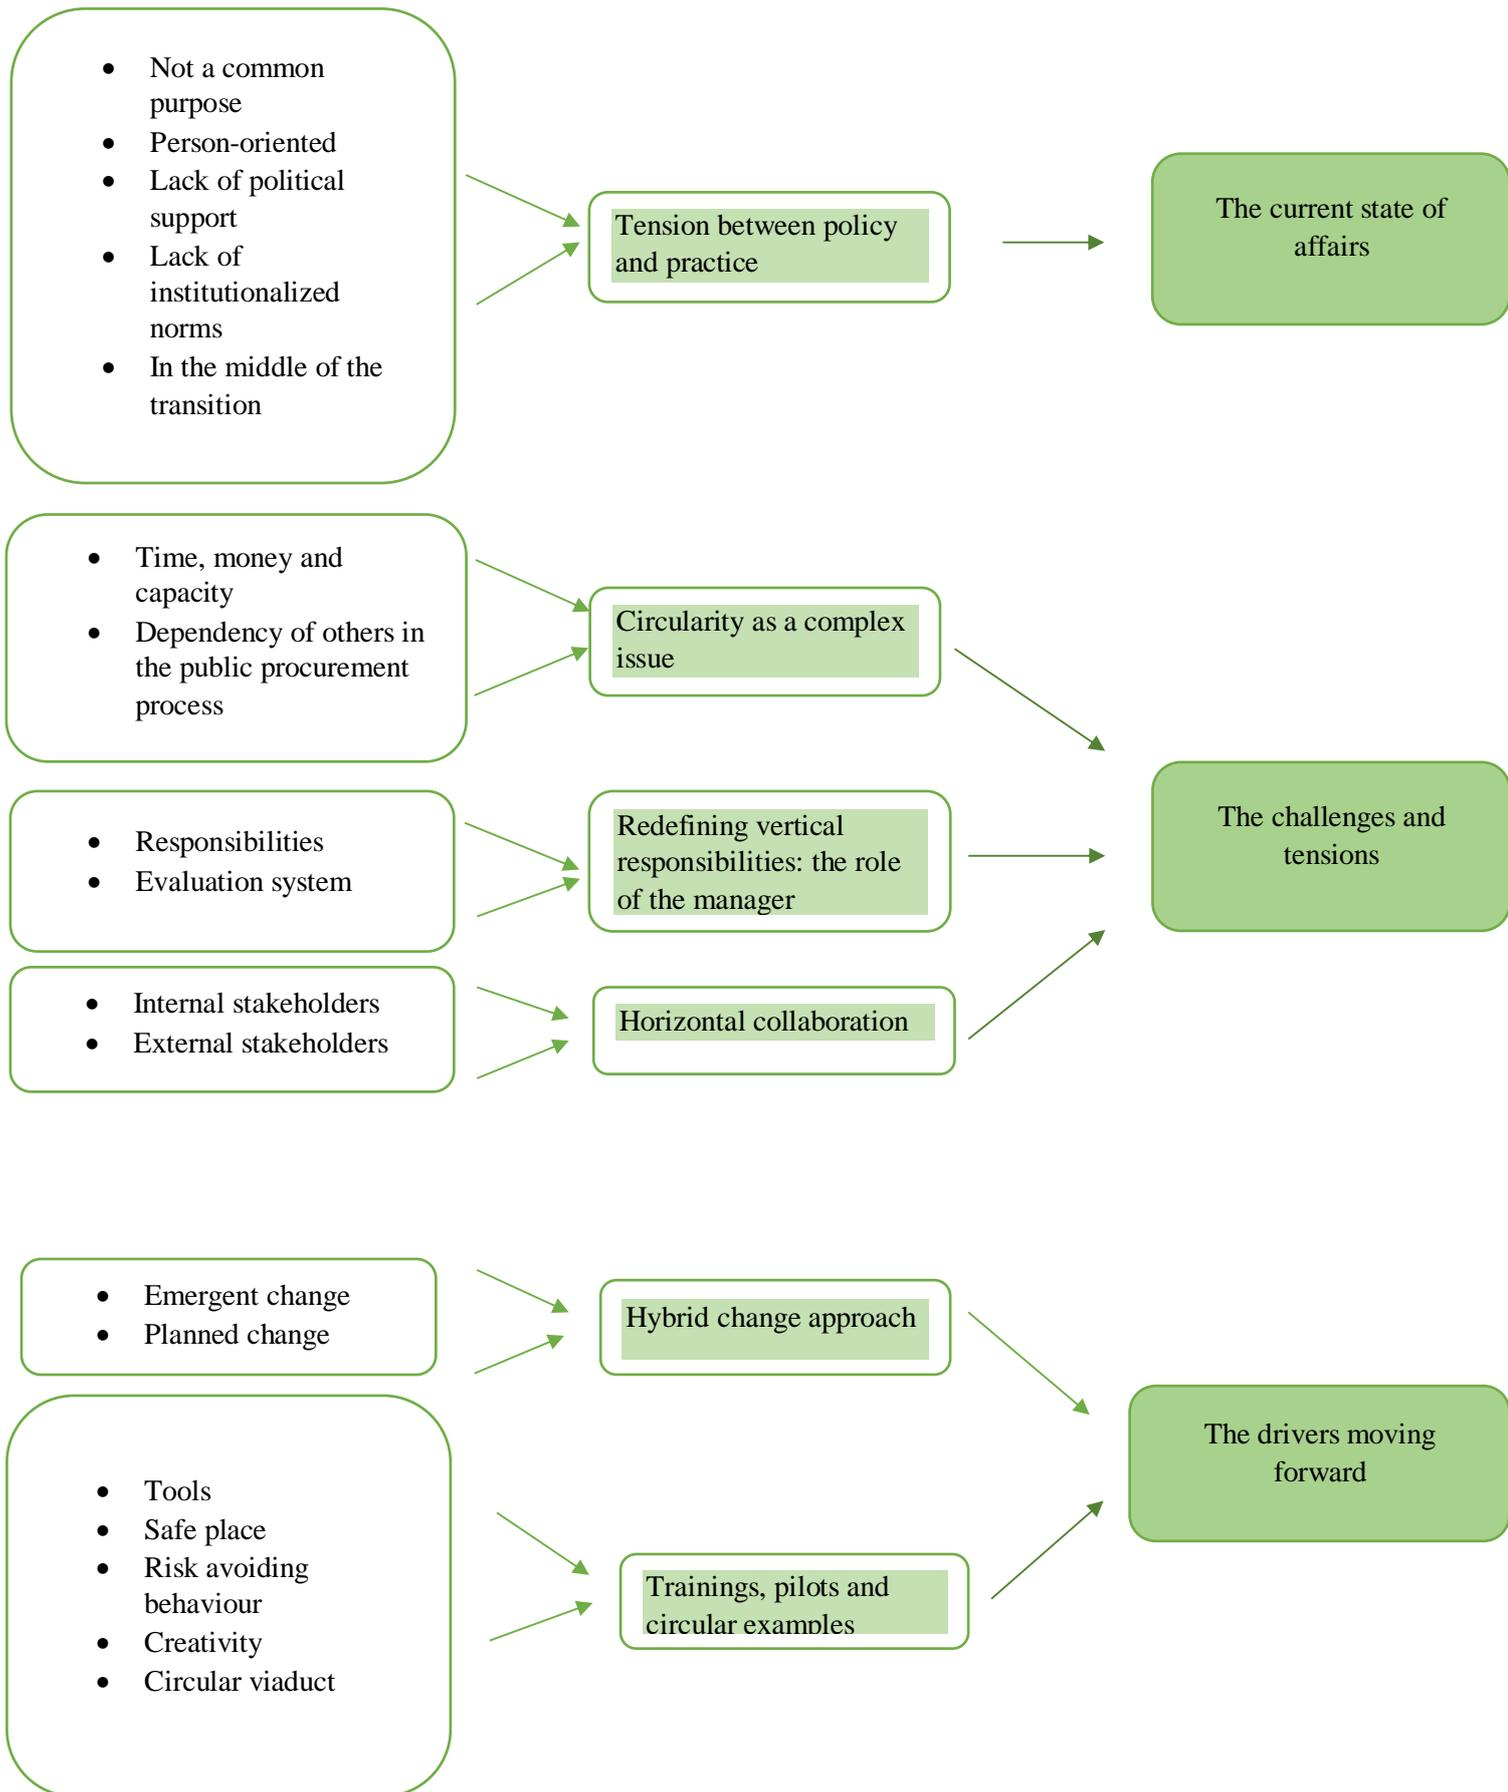 • Not a common
purpose
• Person-oriented
• Lack of political
support
• Lack of
institutionalized
norms
• In the middle of the
transition
Tension between policy
and practice
The current state of
affairs
• Time, money and
capacity
• Dependency of others in
the public procurement
process
Circularity as a complex
issue
• Responsibilities
• Evaluation system
Redefining vertical
responsibilities: the role
of the manager
The challenges and
tensions
• Internal stakeholders
• External stakeholders
Horizontal collaboration
• Emergent change
• Planned change
Hybrid change approach
• Tools
• Safe place
• Risk avoiding
behaviour
• Creativity
• Circular viaduct
Trainings, pilots and
circular examples
The drivers moving
forward